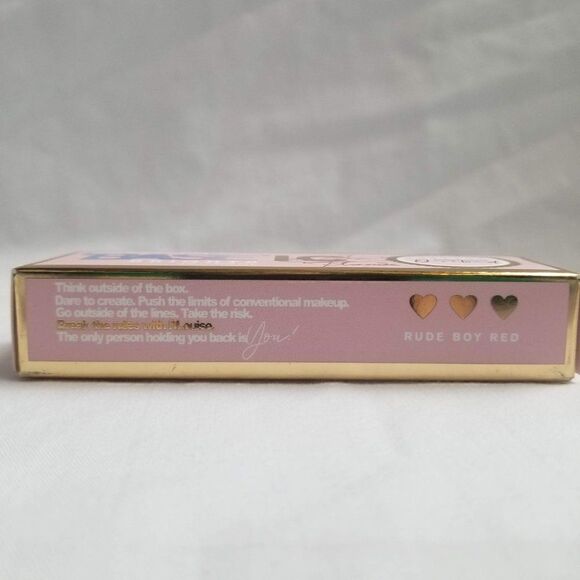 Think outside of the box.
Dare to create. Push the limits of conventional makeup.
Go outside of the lines. Take the risk.
Break the rules with P.Louise.
The only person holding you back is You!
RUDE BOY RED